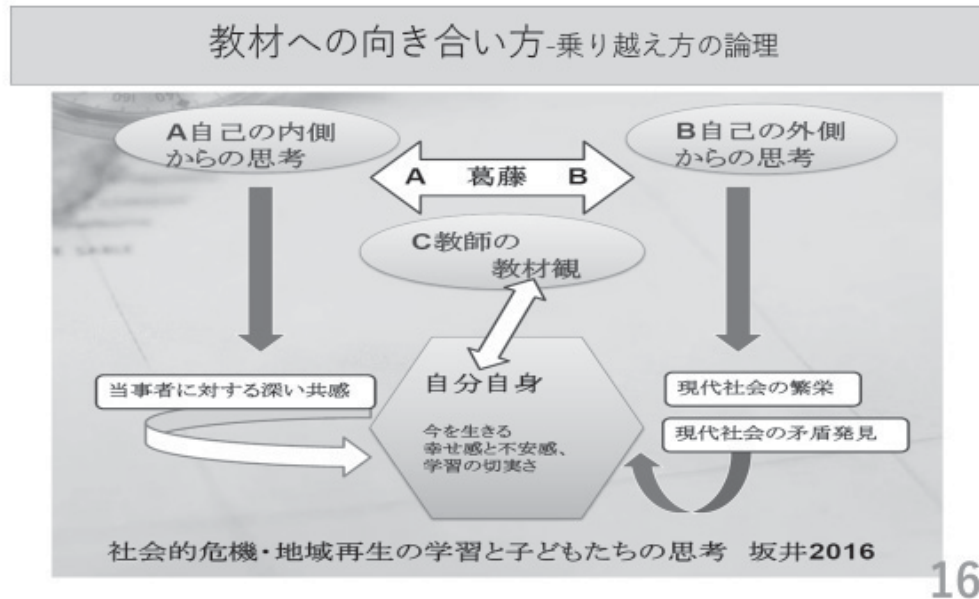 教材への向き合い方-乗り越え方の論理
A自己の内側
からの思考
B自己の外側
からの思考
A 葛藤 B
C教師の
教材観
当事者に対する深い共感
自分自身
今を生きる
幸せ感と不安感、
学習の切実さ
現代社会の繁栄
現代社会の矛盾発見
社会的危機・地域再生の学習と子どもたちの思考 坂井2016
16